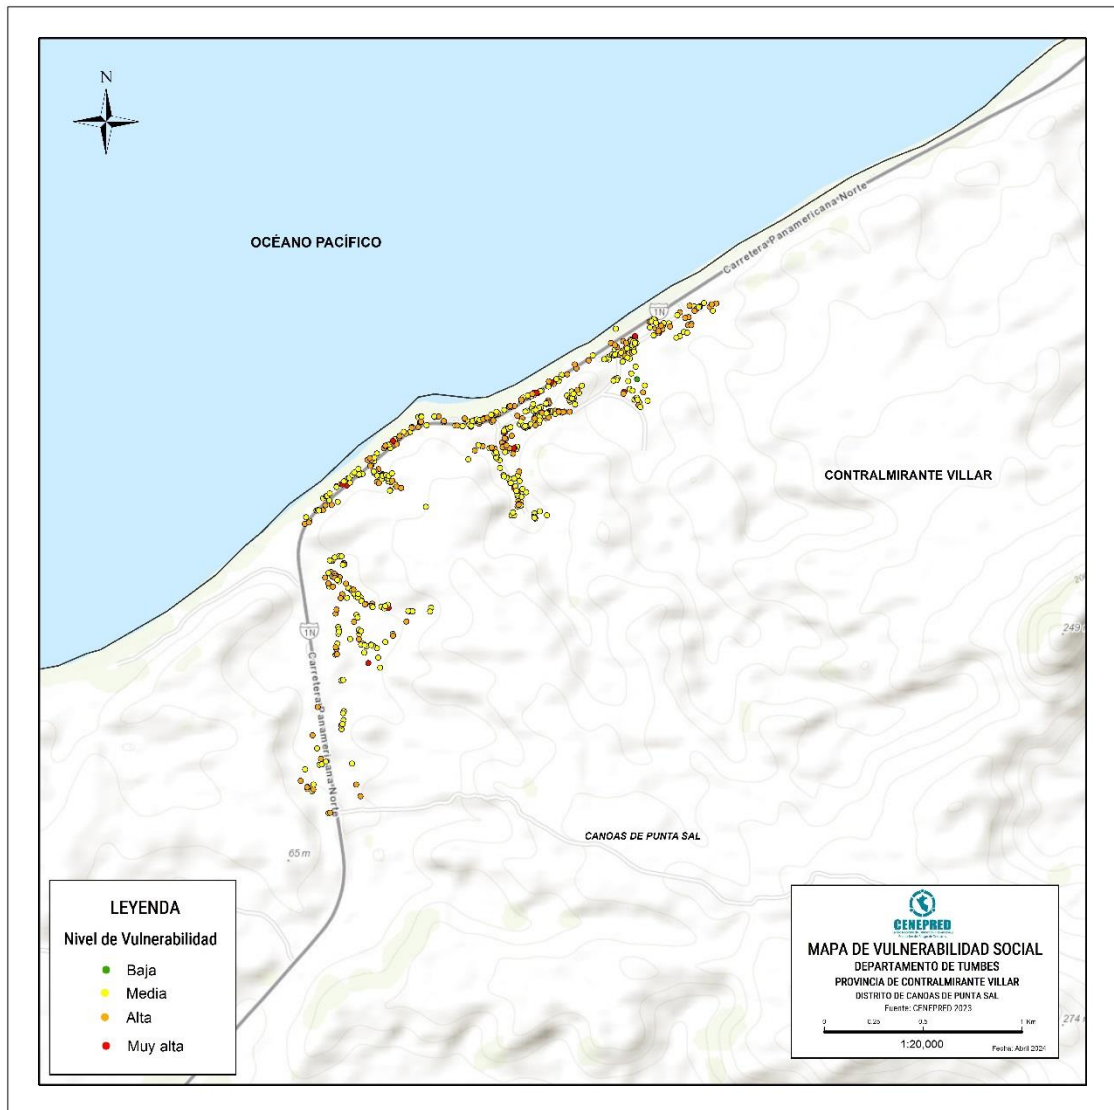 N
OCÉANO PACÍFICO
Carretera Panamericana Norte
1N
CONTRALMIRANTE VILLAR
249
1N
Carretera Panamericana Norte
CANOAS DE PUNTA SAL
65 m
274 m
LEYENDA
Nivel de Vulnerabilidad
Baja
Media
Alta
Muy alta
CENEPRED
MAPA DE VULNERABILIDAD SOCIAL
DEPARTAMENTO DE TUMBES
PROVINCIA DE CONTRALMIRANTE VILLAR
DISTRITO DE CANOAS DE PUNTA SAL
Fuente: CENEPRED 2023
0 0.25 0.5 1 Km
1:20,000
Fecha: Abril 2024